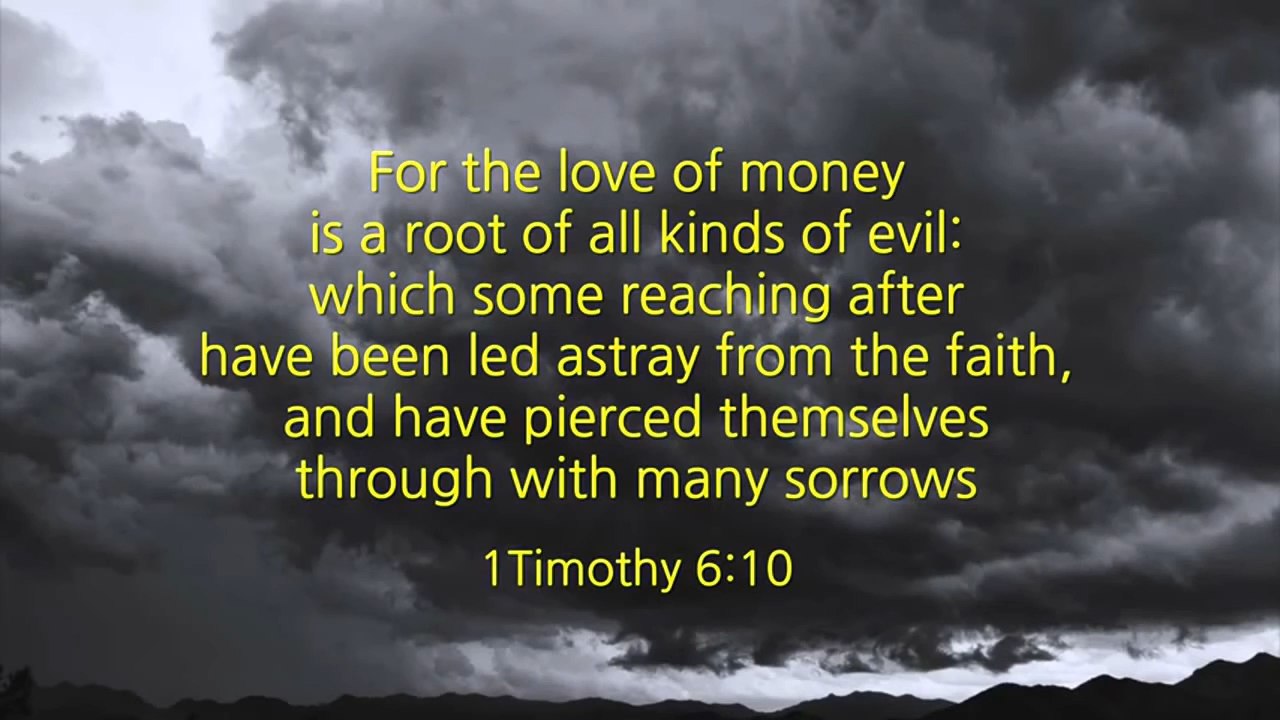 For the love of money
is a root of all kinds of evil:
which some reaching after
have been led astray from the faith,
and have pierced themselves
through with many sorrows
1Timothy 6:10